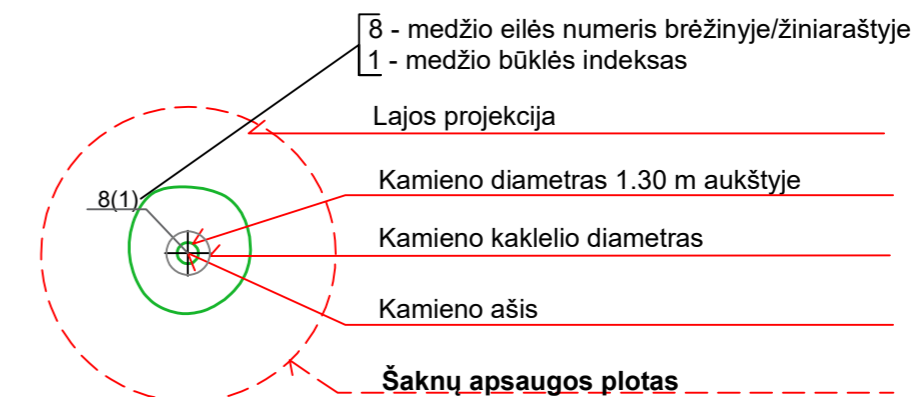 8 - medžio eilės numeris brėžinyje/žiniaraštyje
1 - medžio būklės indeksas
Lajos projekcija
Kamieno diametras 1.30 m aukštyje
8(1)
Kamieno kaklelio diametras
Kamieno ašis
Šaknų apsaugos plotas